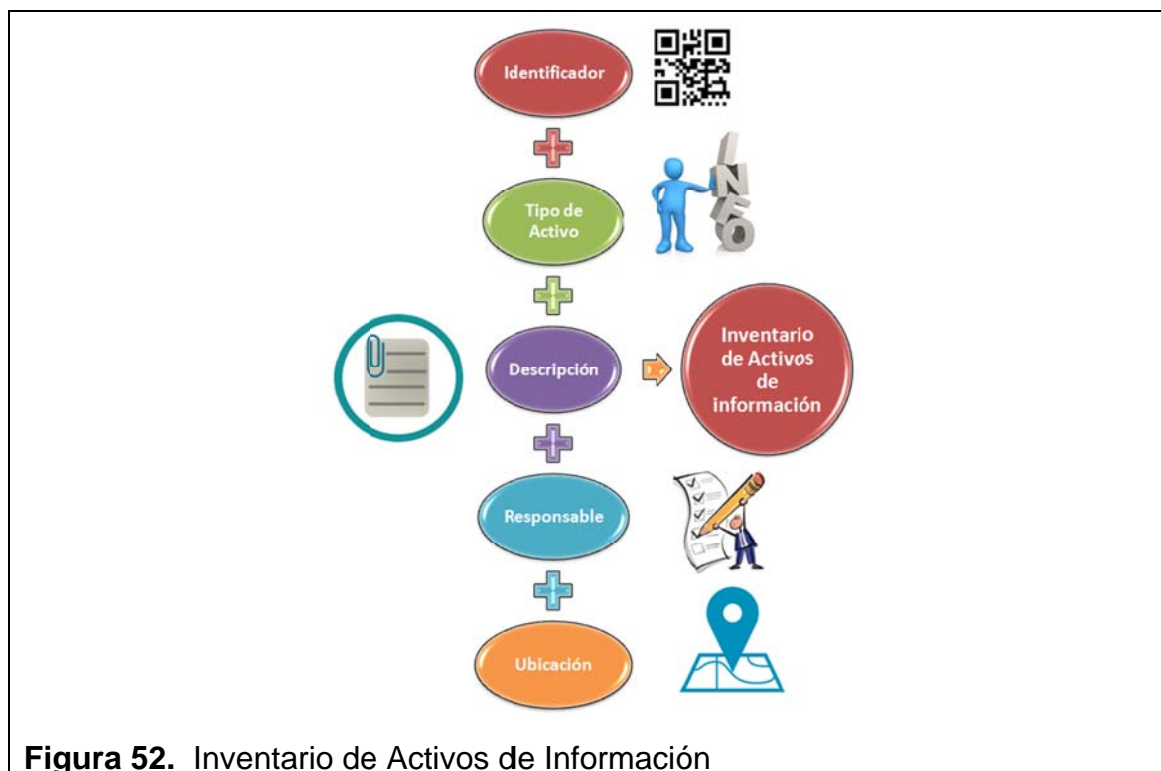 Identificador
INFO
Tipo de
Activo
Descripción
Inventario
de Activos
de
información
Responsable
Ubicación
Figura 52. Inventario de Activos de Información